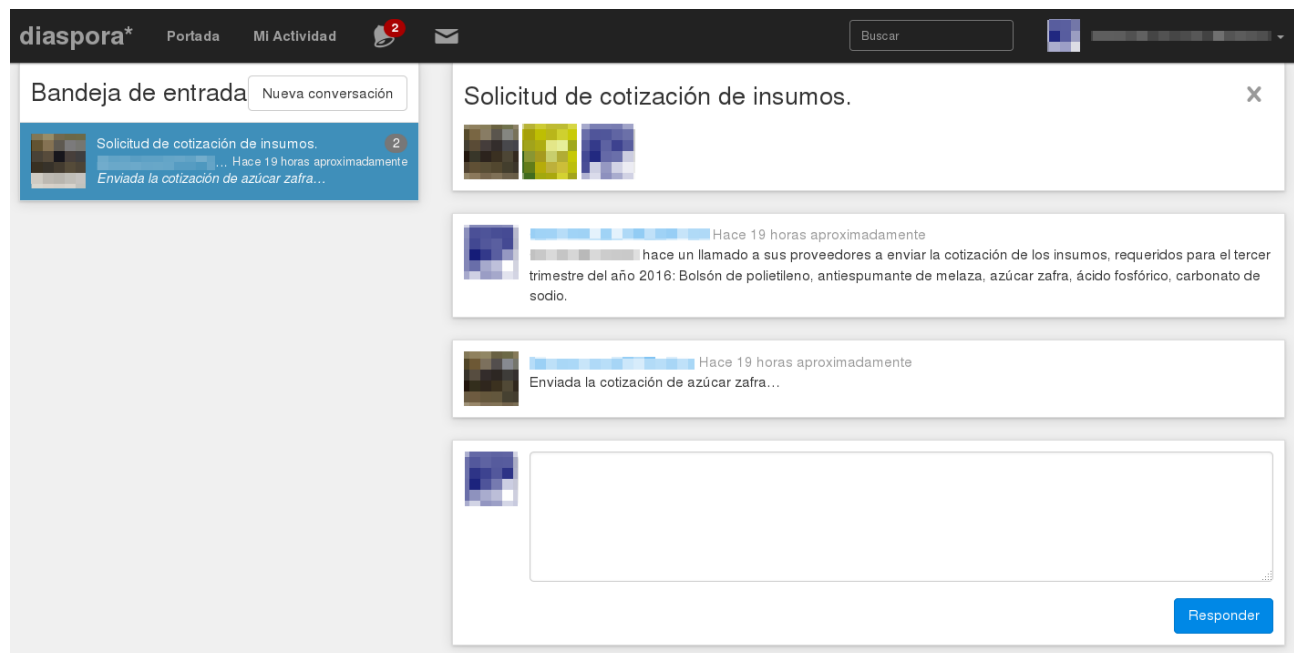 diaspora* Portada Mi Actividad 2 Buscar
Bandeja de entrada Nueva conversación
Solicitud de cotización de insumos. 2
... Hace 19 horas aproximadamente
Enviada la cotización de azúcar zafra...
Solicitud de cotización de insumos.
Hace 19 horas aproximadamente
hace un llamado a sus proveedores a enviar la cotización de los insumos, requeridos para el tercer
trimestre del año 2016: Bolsón de polietileno, antiespumante de melaza, azúcar zafra, ácido fosfórico, carbonato de
sodio.
Hace 19 horas aproximadamente
Enviada la cotización de azúcar zafra...
Responder